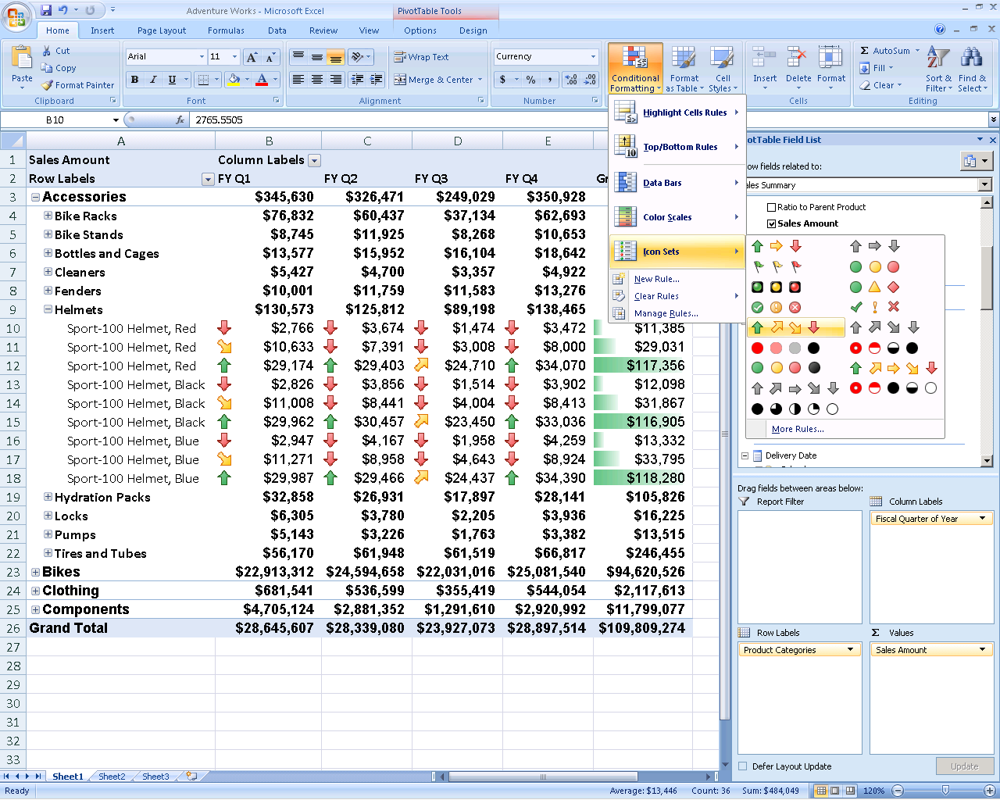 Adventure Works - Microsoft Excel
PivotTable Tools
Home Insert Page Layout Formulas Data Review View Options Design
Paste
Cut
Copy
Format Painter
Clipboard
Arial 11
B I U
Font
Wrap Text
Merge & Center
Alignment
Currency
$ % ,
Number
Conditional Formatting
Format as Table
Cell Styles
Insert Delete Format
Cells
Σ AutoSum
Fill
Clear
Sort & Filter
Find & Select
Editing
B10 fx 2765.5505
Highlight Cells Rules
Top/Bottom Rules
Data Bars
Color Scales
Icon Sets
New Rule...
Clear Rules
Manage Rules...
More Rules...
A B C D E
1 Sales Amount Column Labels
2 Row Labels FY Q1 FY Q2 FY Q3 FY Q4
3 Accessories $345,630 $326,471 $249,029 $350,928
4 Bike Racks $76,832 $60,437 $37,134 $62,693
5 Bike Stands $8,745 $11,925 $8,268 $10,653
6 Bottles and Cages $13,577 $15,952 $16,104 $18,642
7 Cleaners $5,427 $4,700 $3,357 $4,922
8 Fenders $10,001 $11,759 $11,583 $13,276
9 Helmets $130,573 $125,812 $89,198 $138,465
10 Sport-100 Helmet, Red $2,766 $3,674 $1,474 $3,472 $11,385
11 Sport-100 Helmet, Red $10,633 $7,391 $3,008 $8,000 $29,031
12 Sport-100 Helmet, Red $29,174 $29,403 $24,710 $34,070 $117,356
13 Sport-100 Helmet, Black $2,826 $3,856 $1,514 $3,902 $12,098
14 Sport-100 Helmet, Black $11,008 $8,441 $4,004 $8,413 $31,867
15 Sport-100 Helmet, Black $29,962 $30,457 $23,450 $33,036 $116,905
16 Sport-100 Helmet, Blue $2,947 $4,167 $1,958 $4,259 $13,332
17 Sport-100 Helmet, Blue $11,271 $8,958 $4,643 $8,924 $33,795
18 Sport-100 Helmet, Blue $29,987 $29,466 $24,437 $34,390 $118,280
19 Hydration Packs $32,858 $26,931 $17,897 $28,141 $105,826
20 Locks $6,305 $3,780 $2,205 $3,936 $16,225
21 Pumps $5,143 $3,226 $1,763 $3,382 $13,515
22 Tires and Tubes $56,170 $61,948 $61,519 $66,817 $246,455
23 Bikes $22,913,312 $24,594,658 $22,031,016 $25,081,540 $94,620,526
24 Clothing $681,541 $536,599 $355,419 $544,054 $2,117,613
25 Components $4,705,124 $2,881,352 $1,291,610 $2,920,992 $11,799,077
26 Grand Total $28,645,607 $28,339,080 $23,927,073 $28,897,514 $109,809,274
27
28
29
30
31
32
33
Sheet1 Sheet2 Sheet3
votTable Field List
ow fields related to:
ales Summary
Ratio to Parent Product
Sales Amount
Delivery Date
Drag fields between areas below:
Report Filter
Column Labels
Fiscal Quarter of Year
Row Labels
Σ Values
Product Categories
Sales Amount
Defer Layout Update
Update
Ready
Average: $13,446 Count: 36 Sum: $484,049
120%